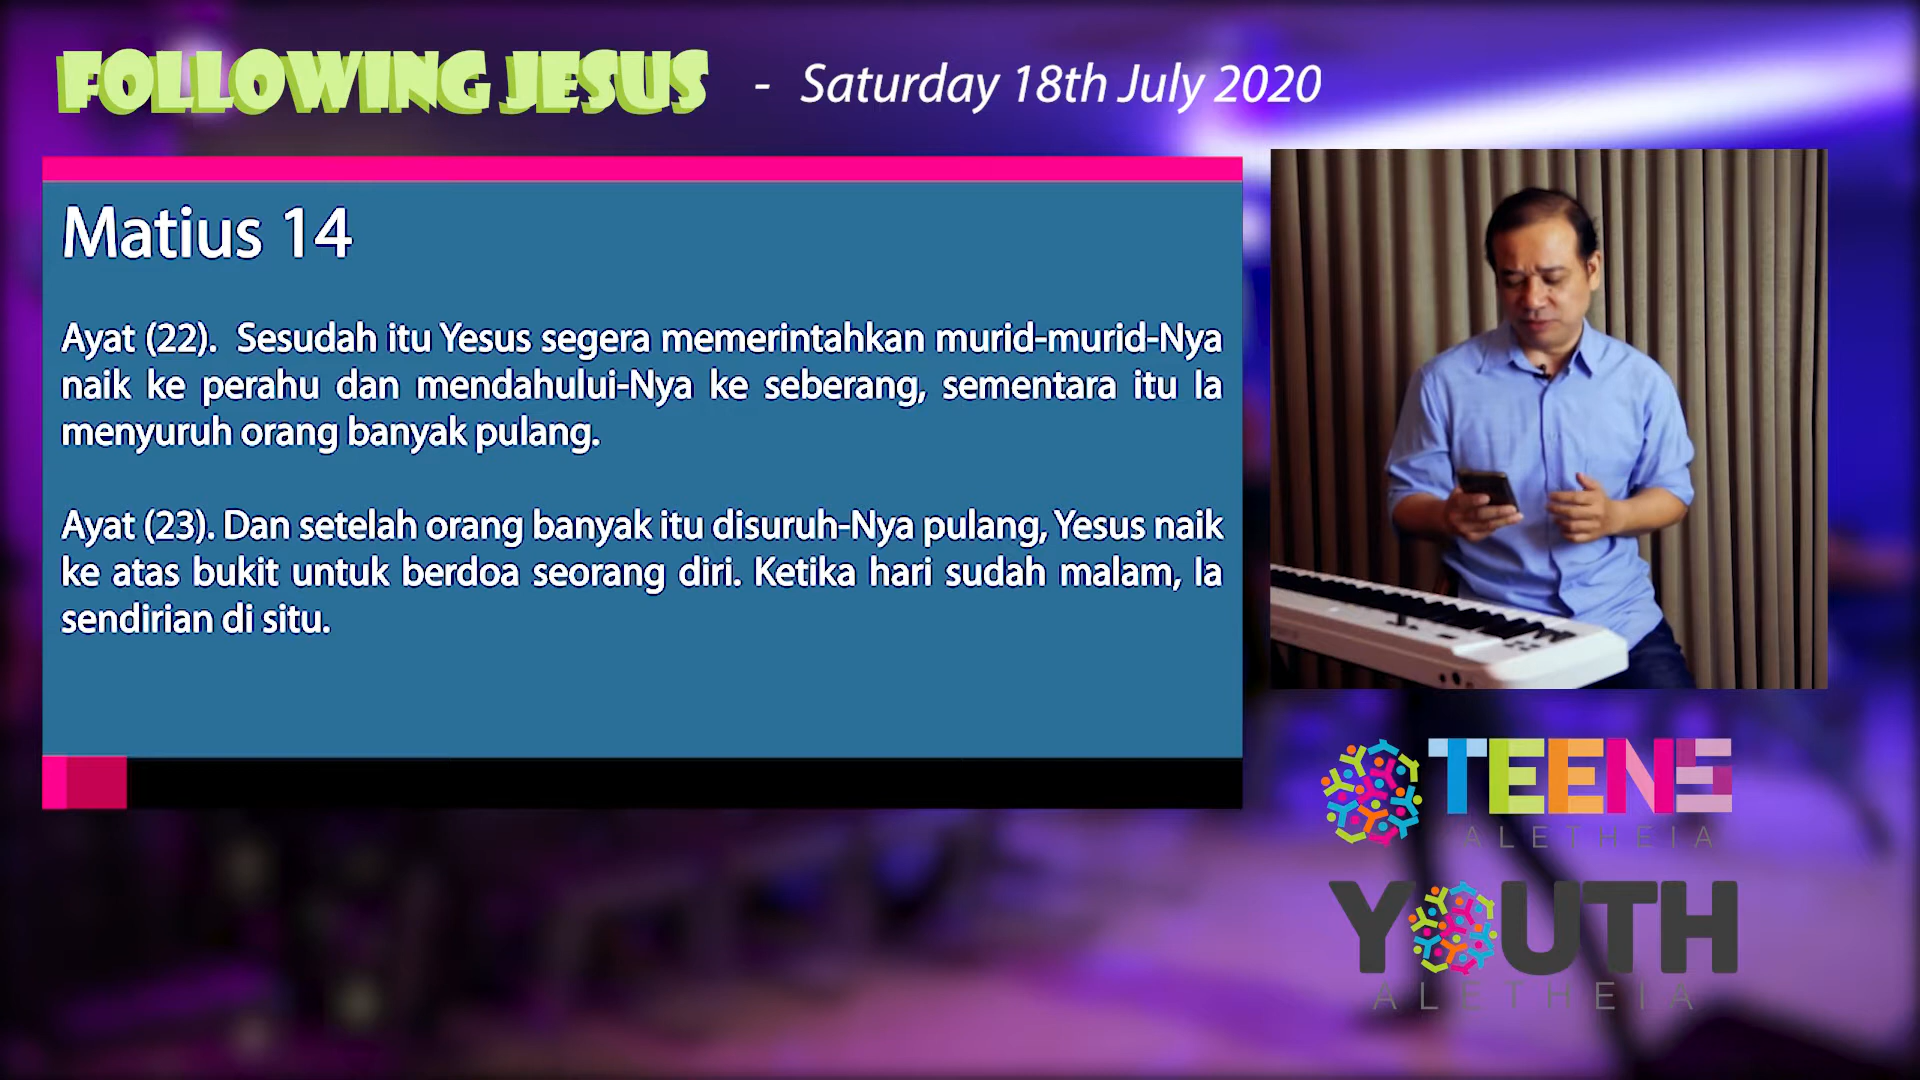 FOLLOWING JESUS - Saturday 18th July 2020
Matius 14
Ayat (22). Sesudah itu Yesus segera memerintahkan murid-murid-Nya
naik ke perahu dan mendahului-Nya ke seberang, sementara itu Ia
menyuruh orang banyak pulang.
Ayat (23). Dan setelah orang banyak itu disuruh-Nya pulang, Yesus naik
ke atas bukit untuk berdoa seorang diri. Ketika hari sudah malam, Ia
sendirian di situ.
TEENS
ALETHEIA
YOUTH
ALETHEIA